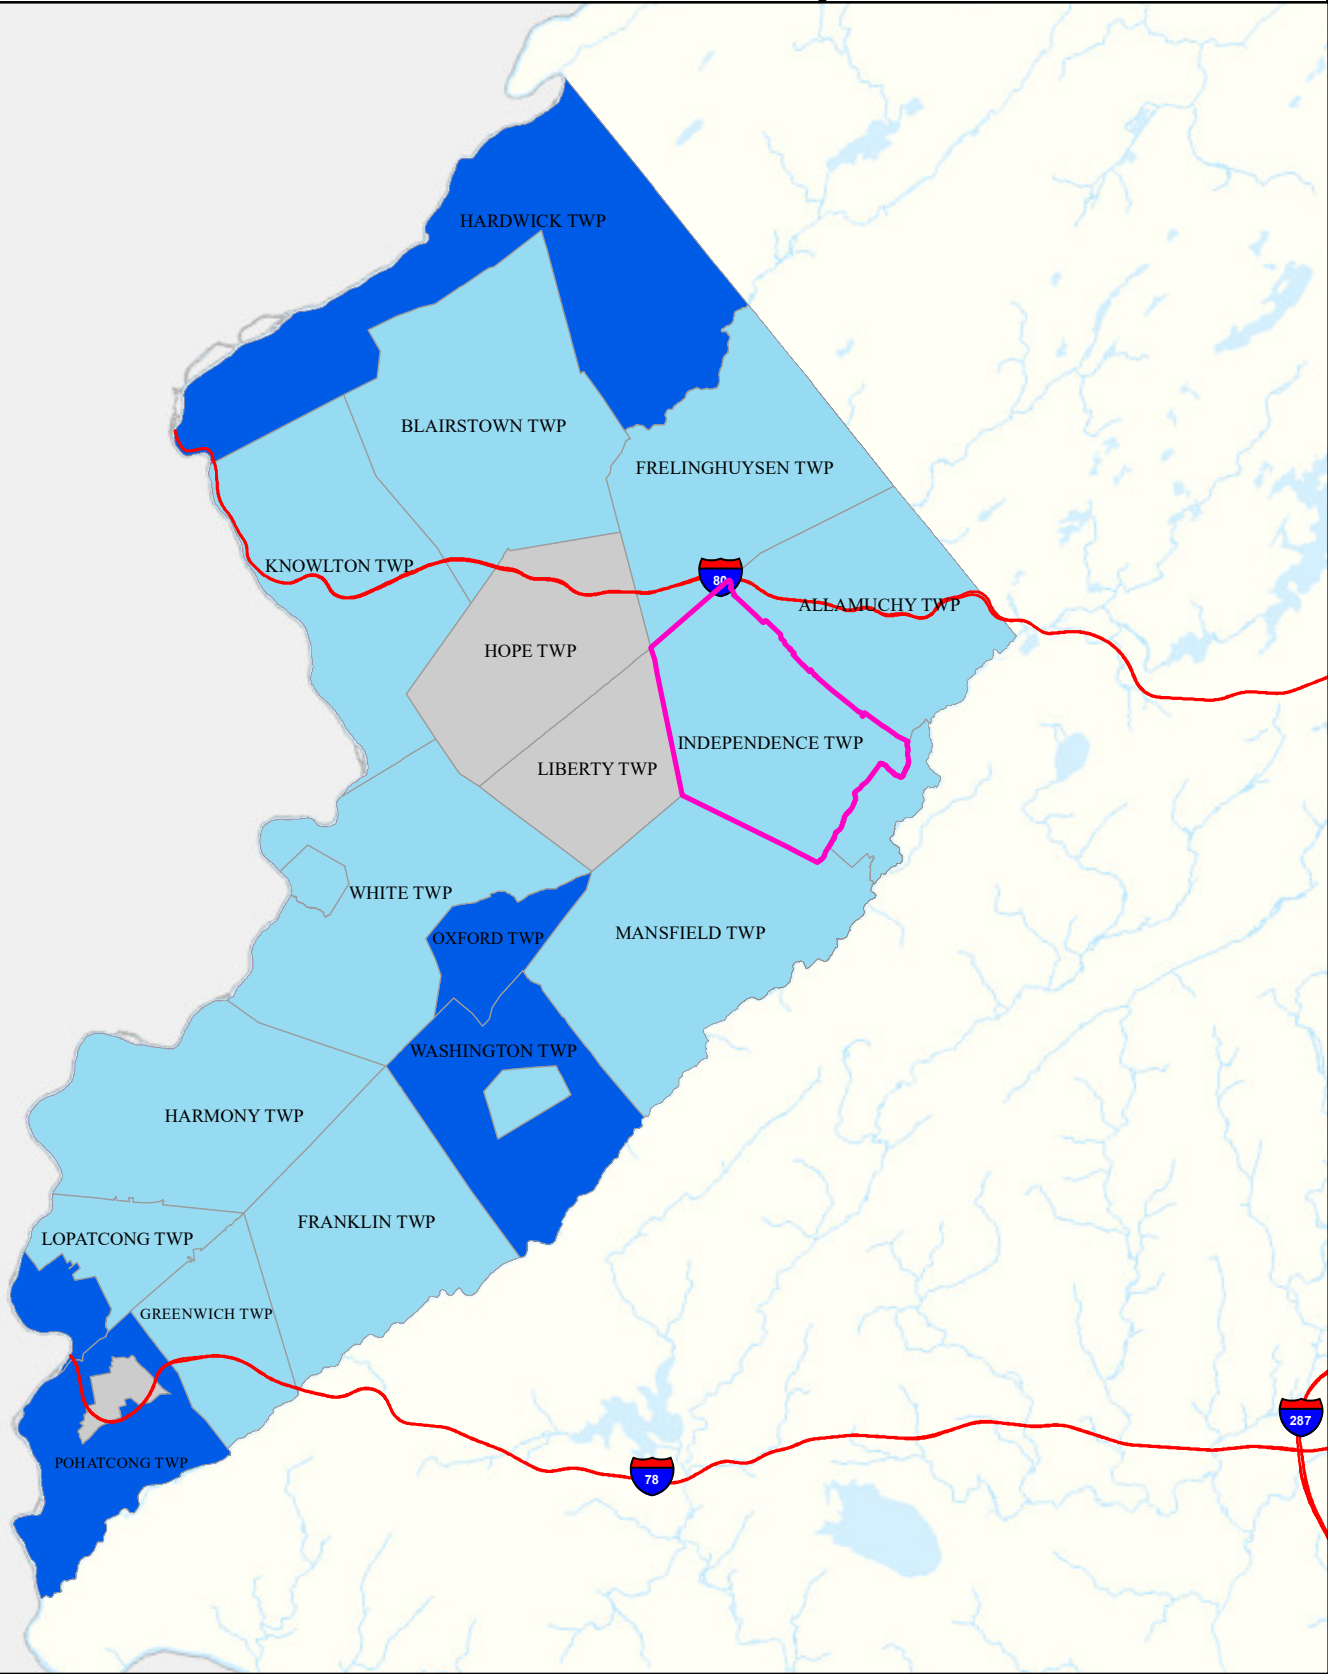 HARDWICK TWP
BLAIRSTOWN TWP
FRELINGHUYSEN TWP
KNOWLTON TWP
80
ALLAMUCHY TWP
HOPE TWP
INDEPENDENCE TWP
LIBERTY TWP
WHITE TWP
MANSFIELD TWP
OXFORD TWP
WASHINGTON TWP
HARMONY TWP
FRANKLIN TWP
LOPATCONG TWP
GREENWICH TWP
287
POHATCONG TWP
78